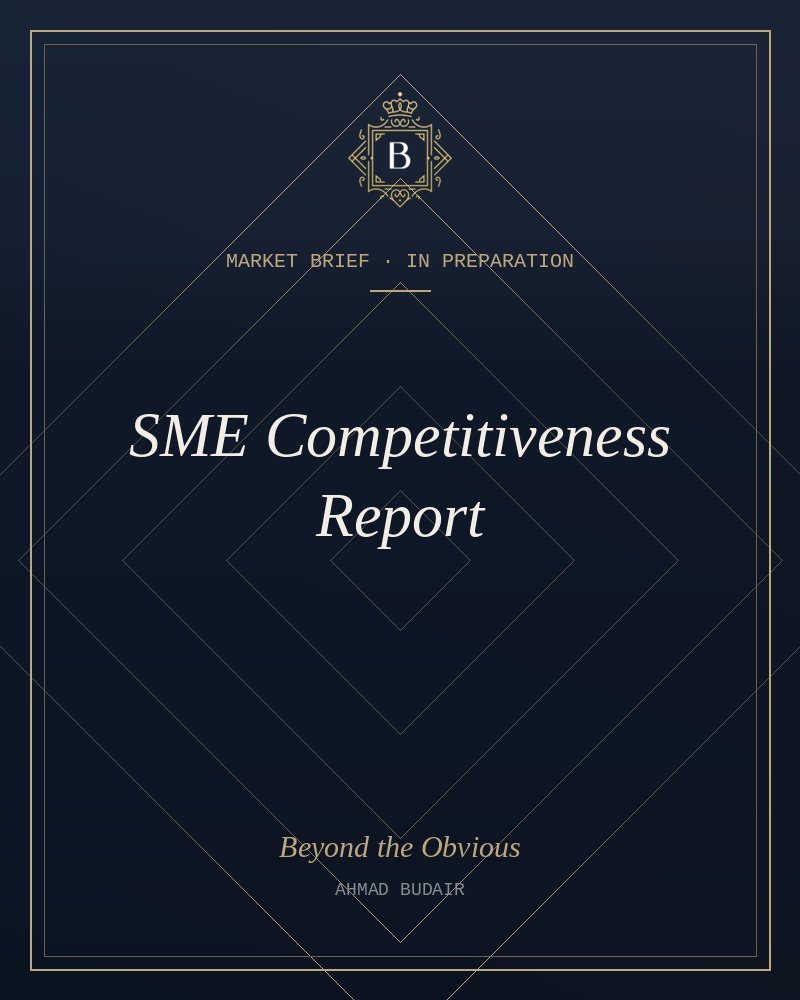 B
MARKET BRIEF · IN PREPARATION
SME Competitiveness
Report
Beyond the Obvious
AHMAD BUDAIR